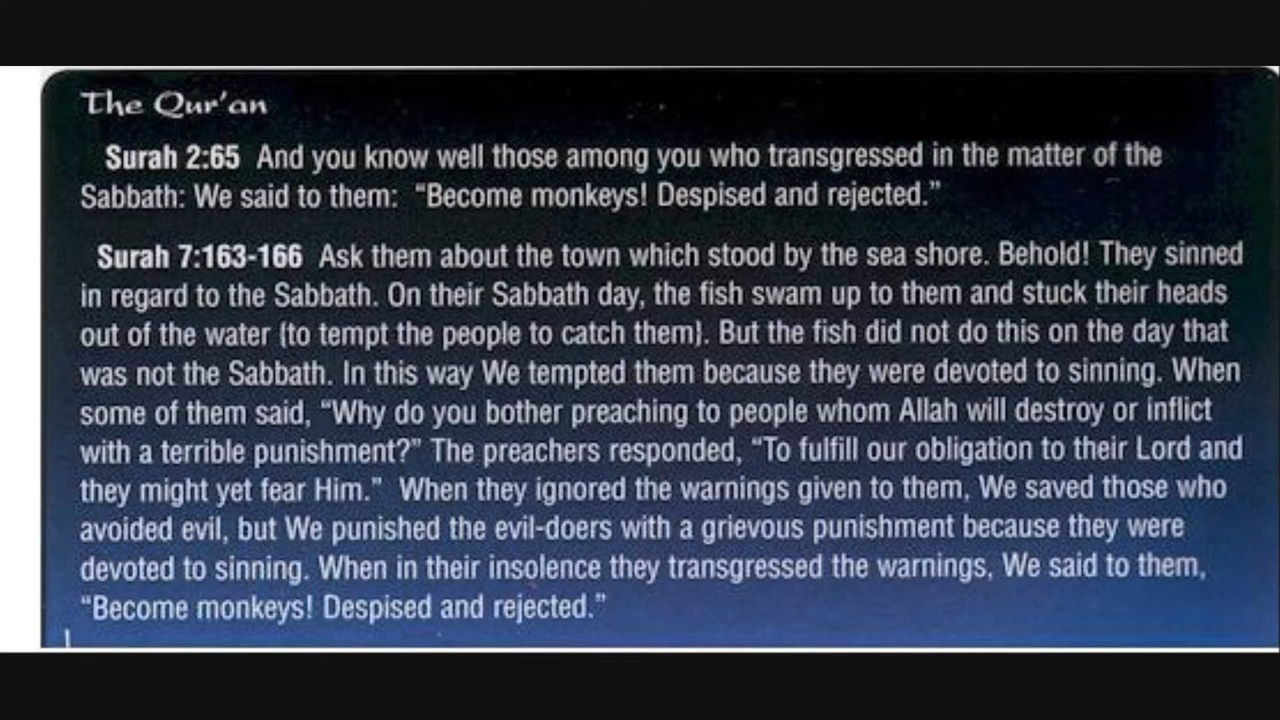 The Qur'an
Surah 2:65 And you know well those among you who transgressed in the matter of the
Sabbath: We said to them: “Become monkeys! Despised and rejected.”
Surah 7:163-166 Ask them about the town which stood by the sea shore. Behold! They sinned
in regard to the Sabbath. On their Sabbath day, the fish swam up to them and stuck their heads
out of the water (to tempt the people to catch them). But the fish did not do this on the day that
was not the Sabbath. In this way We tempted them because they were devoted to sinning. When
some of them said, “Why do you bother preaching to people whom Allah will destroy or inflict
with a terrible punishment?” The preachers responded, “To fulfill our obligation to their Lord and
they might yet fear Him.” When they ignored the warnings given to them, We saved those who
avoided evil, but We punished the evil-doers with a grievous punishment because they were
devoted to sinning. When in their insolence they transgressed the warnings, We said to them,
“Become monkeys! Despised and rejected.”